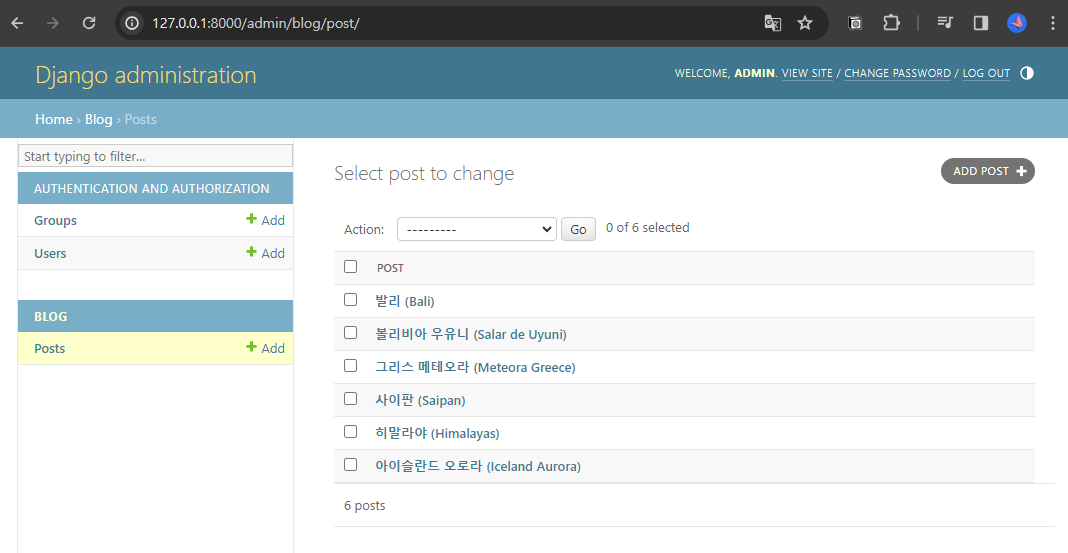 127.0.0.1:8000/admin/blog/post/
Django administration
WELCOME, ADMIN. VIEW SITE / CHANGE PASSWORD / LOG OUT
Home › Blog › Posts
Start typing to filter...
AUTHENTICATION AND AUTHORIZATION
Groups + Add
Users + Add
BLOG
Posts + Add
Select post to change
ADD POST +
Action: --------- Go 0 of 6 selected
POST
발리 (Bali)
볼리비아 우유니 (Salar de Uyuni)
그리스 메테오라 (Meteora Greece)
사이판 (Saipan)
히말라야 (Himalayas)
아이슬란드 오로라 (Iceland Aurora)
6 posts